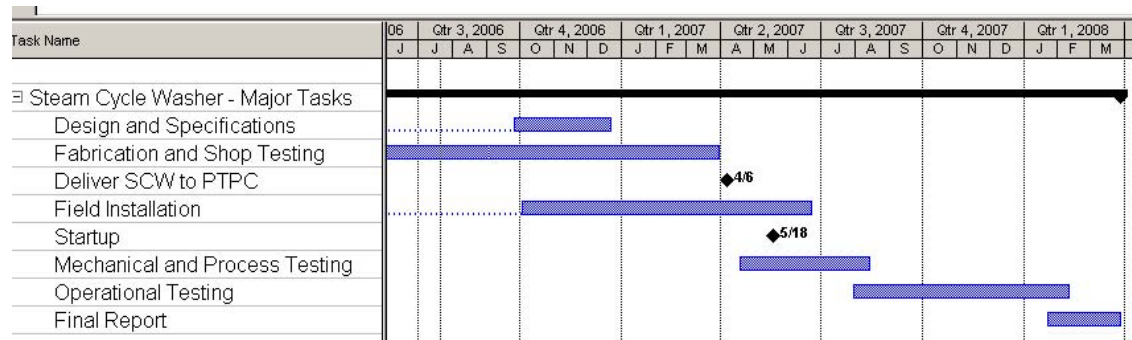 Task Name
06 Qtr 3, 2006 Qtr 4, 2006 Qtr 1, 2007 Qtr 2, 2007 Qtr 3, 2007 Qtr 4, 2007 Qtr 1, 2008
J J A S O N D J F M A M J J A S O N D J F M
Steam Cycle Washer - Major Tasks
Design and Specifications
Fabrication and Shop Testing
Deliver SCW to PTPC 4/6
Field Installation
Startup 5/18
Mechanical and Process Testing
Operational Testing
Final Report